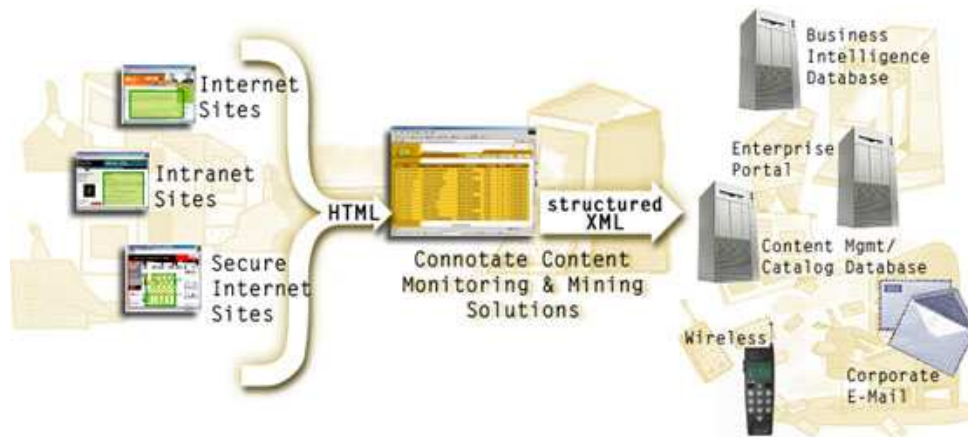 Internet
Sites
Intranet
Sites
Secure
Internet
Sites
HTML
Connotate Content
Monitoring & Mining
Solutions
structured
XML
Business
Intelligence
Database
Enterprise
Portal
Content Mgmt/
Catalog Database
Wireless
Corporate
E-Mail